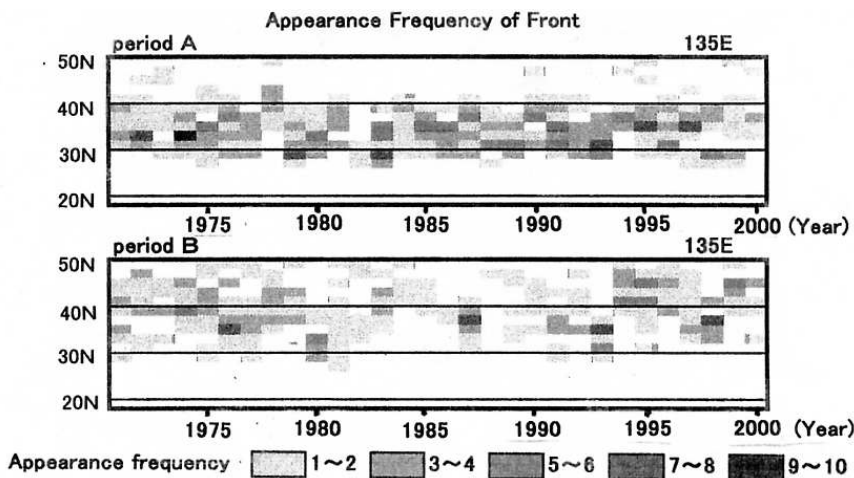 Appearance Frequency of Front
period A 135E
50N
40N
30N
20N
1975 1980 1985 1990 1995 2000 (Year)
period B 135E
50N
40N
30N
20N
1975 1980 1985 1990 1995 2000 (Year)
Appearance frequency 1~2 3~4 5~6 7~8 9~10